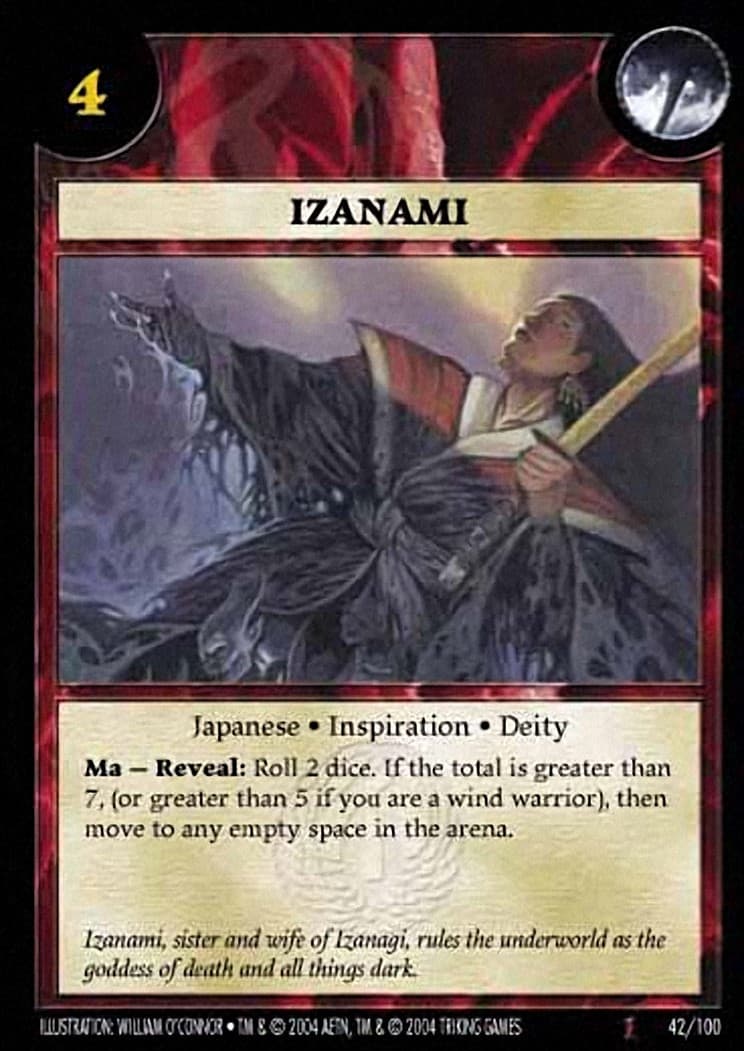 4
IZANAMI
Japanese • Inspiration • Deity
Ma – Reveal: Roll 2 dice. If the total is greater than
7, (or greater than 5 if you are a wind warrior), then
move to any empty space in the arena.
Izanami, sister and wife of Izanagi, rules the underworld as the
goddess of death and all things dark.
ILLUSTRATION: WILLIAM O'CONNOR • TM & © 2004 AETN, TM & © 2004 TRIKING GAMES
42/100